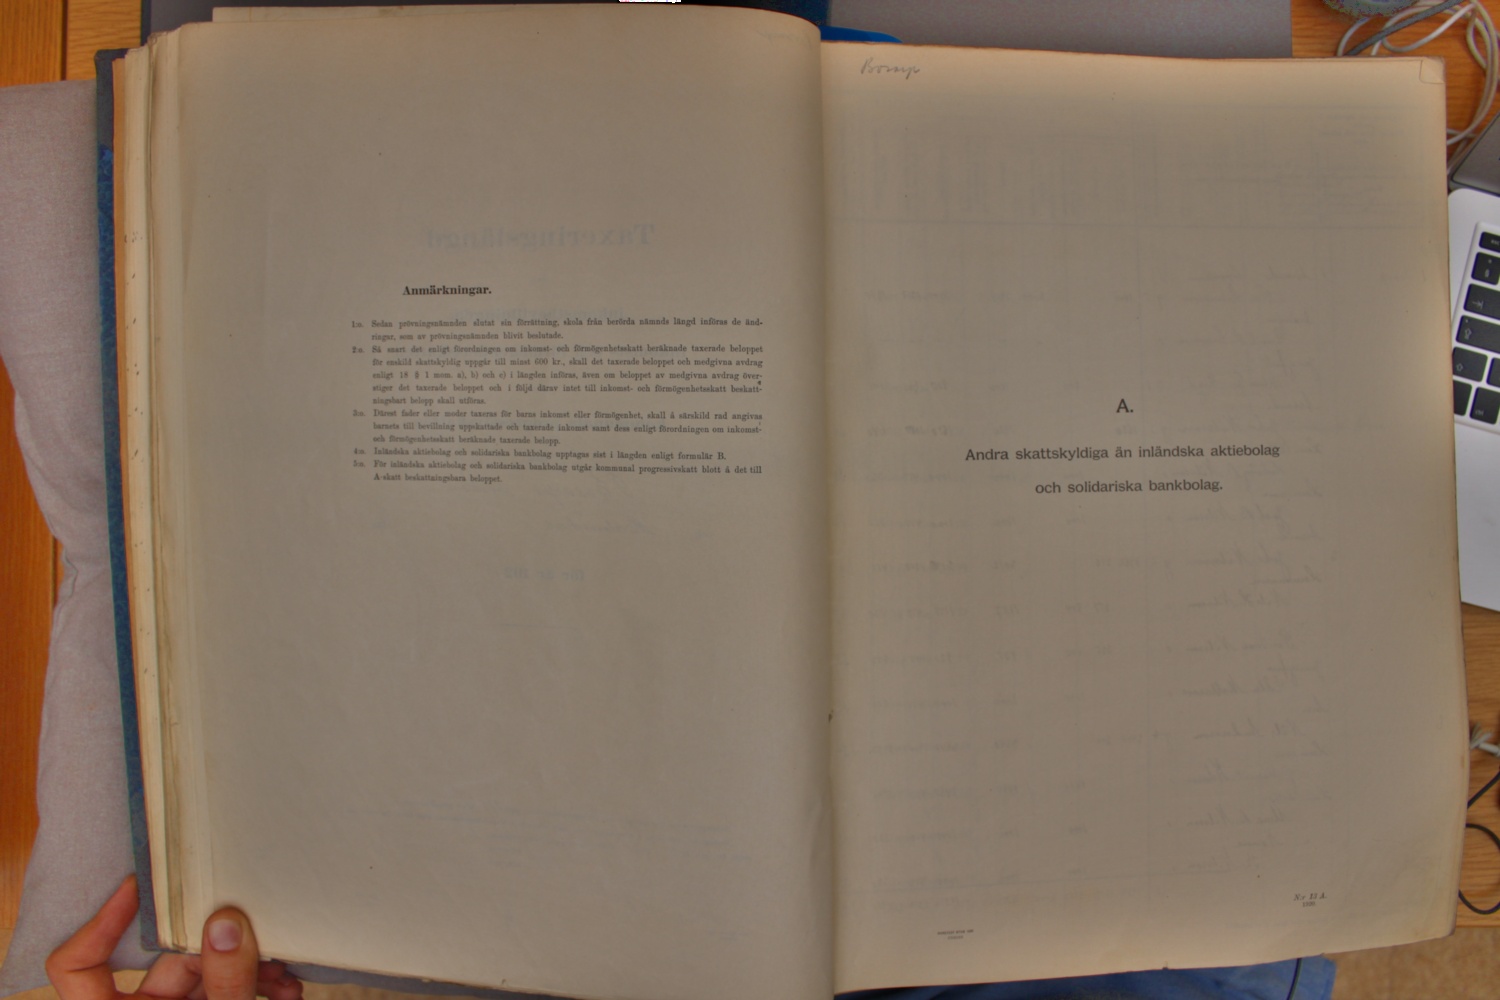 Anmärkningar.
1:o. Sedan prövningsnämnden slutat sin förrättning, skola från berörda nämnds längd införas de änd-
ringar, som av prövningsnämnden blivit beslutade.
2:o. Så snart det enligt förordningen om inkomst- och förmögenhetsskatt beräknade taxerade beloppet
för enskild skattskyldig uppgår till minst 600 kr., skall det taxerade beloppet och medgivna avdrag
enligt 18 § 1 mom. a), b) och c) i längden införas, även om beloppet av medgivna avdrag över-
stiger det taxerade beloppet och i följd därav intet till inkomst- och förmögenhetsskatt beskatt-
ningsbart belopp skall utföras.
3:o. Därest fader eller moder taxeras för barns inkomst eller förmögenhet, skall å särskild rad angivas
barnets till bevillning uppskattade och taxerade inkomst samt dess enligt förordningen om inkomst-
och förmögenhetsskatt beräknade taxerade belopp.
4:o. Inländska aktiebolag och solidariska bankbolag upptagas sist i längden enligt formulär B.
5:o. För inländska aktiebolag och solidariska bankbolag utgår kommunal progressivskatt blott å det till
A-skatt beskattningsbara beloppet.
A.
Andra skattskyldiga än inländska aktiebolag
och solidariska bankbolag.
N:r 12 A.